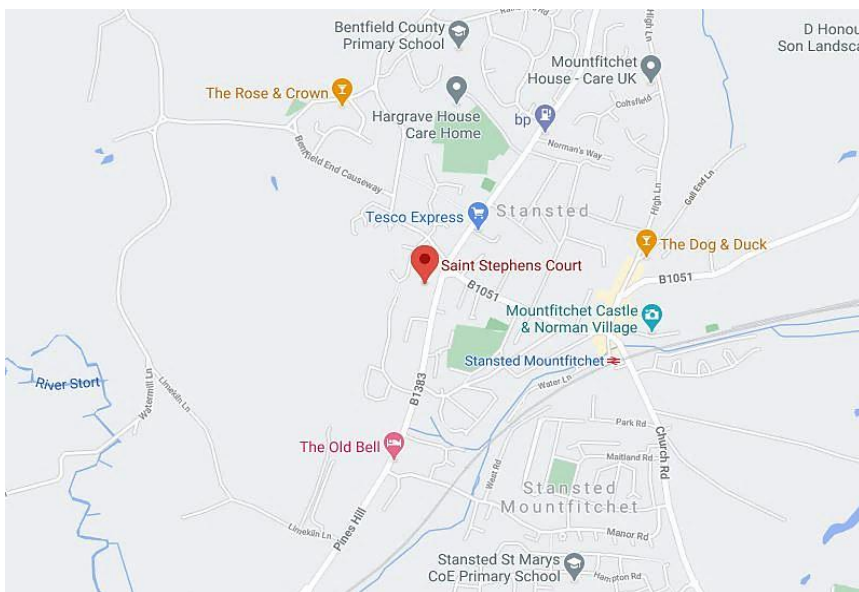 Bentfield County
Primary School
D Honou
Son Landsca
High Ln
Mountfitchet
House - Care UK
The Rose & Crown
Coltsfield
Hargrave House
Care Home
bp
Norman's Way
Bentfield End Causeway
Gall End Ln
High Ln
Tesco Express
Stansted
The Dog & Duck
Saint Stephens Court
B1051
B1051
Mountfitchet Castle
& Norman Village
Stansted Mountfitchet
River Stort
Water Ln
Limekiln Ln
Watermill Ln
B1383
Park Rd
Church Rd
The Old Bell
Maitland Rd
West Rd
Stansted
Mountfitchet
Limekiln Ln
Pines Hill
Manor Rd
Stansted St Marys
CoE Primary School
Hampton Rd